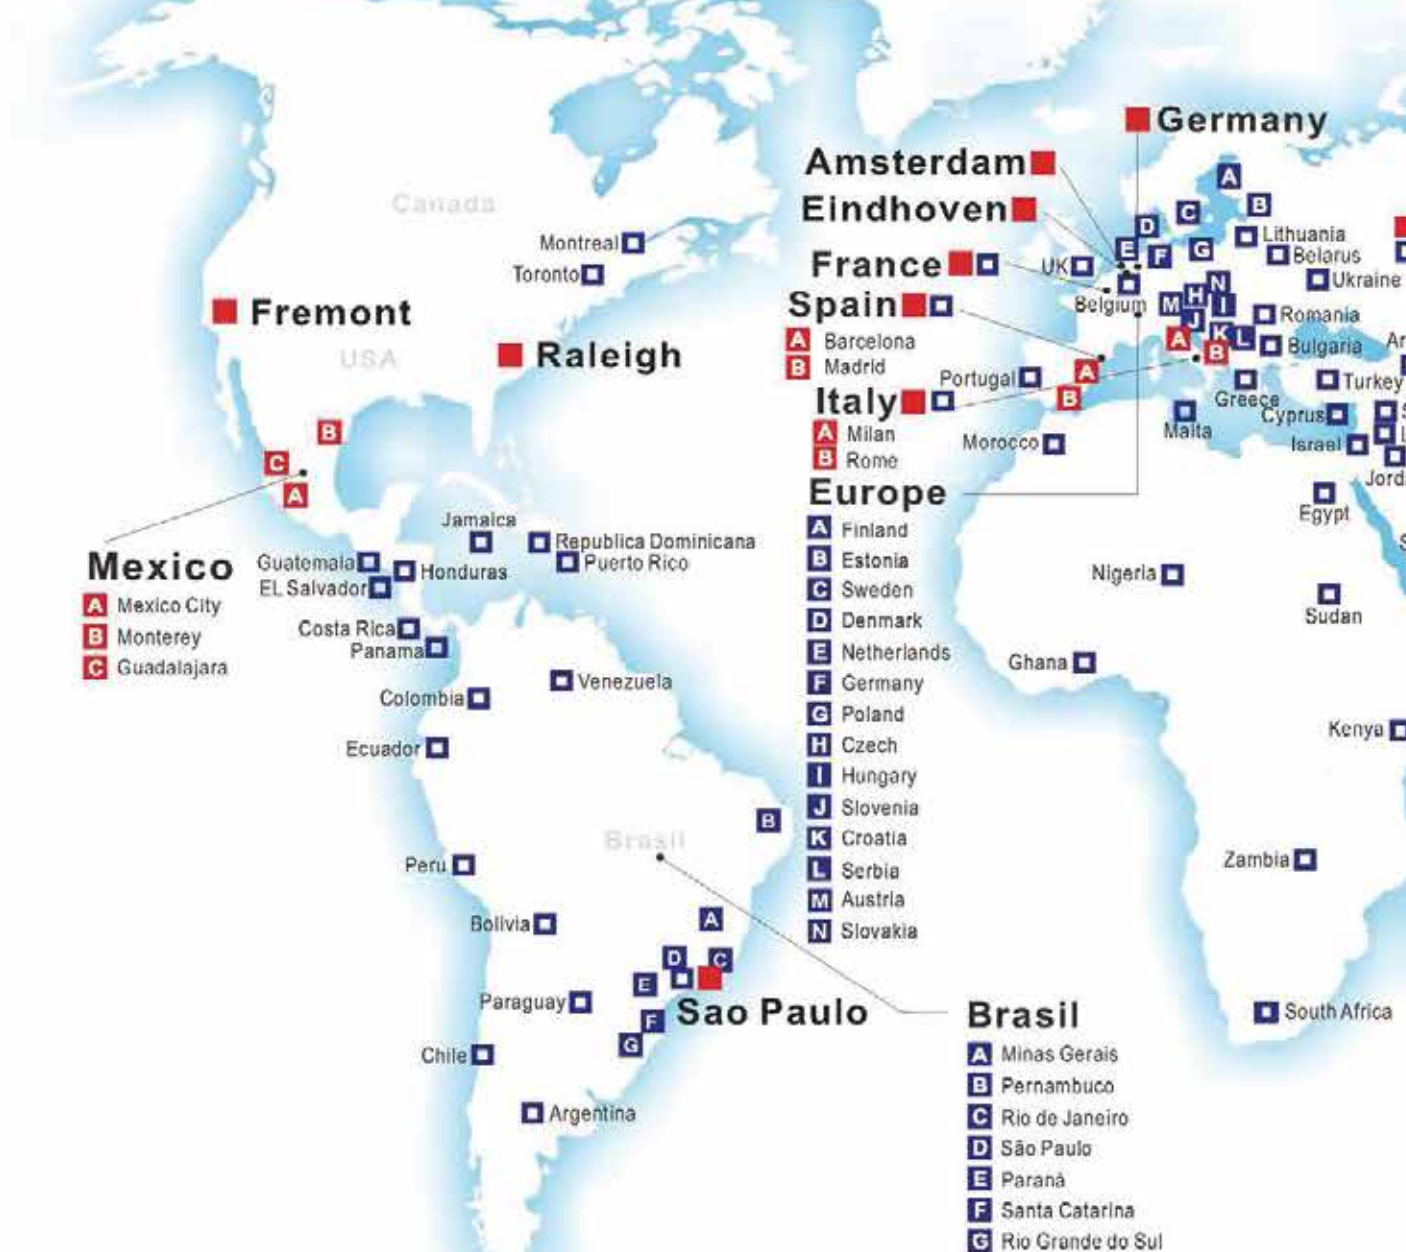 Germany
Amsterdam
Eindhoven
France
Spain
A Barcelona
B Madrid
Italy
A Milan
B Rome
Europe
A Finland
B Estonia
C Sweden
D Denmark
E Netherlands
F Germany
G Poland
H Czech
I Hungary
J Slovenia
K Croatia
L Serbia
M Austria
N Slovakia
Canada
Montreal
Toronto
Fremont
USA
Raleigh
B
C
A
Mexico
A Mexico City
B Monterey
C Guadalajara
Jamaica
Republica Dominicana
Puerto Rico
Guatemala
Honduras
EL Salvador
Costa Rica
Panama
Venezuela
Colombia
Ecuador
Brasil
B
Peru
A
Bolivia
D
C
E
Paraguay
Sao Paulo
F
G
Chile
Argentina
Brasil
A Minas Gerais
B Pernambuco
C Rio de Janeiro
D São Paulo
E Paraná
F Santa Catarina
G Rio Grande do Sul
A
B
C
D
E
F
G
Lithuania
Belarus
Ukraine
UK
Belgium
N
H
M
I
J
K
L
Romania
Bulgaria
A
B
Portugal
A
B
Greece
Turkey
Cyprus
Malta
Israel
Morocco
Jord
Egypt
Nigeria
Sudan
Ghana
Kenya
Zambia
South Africa